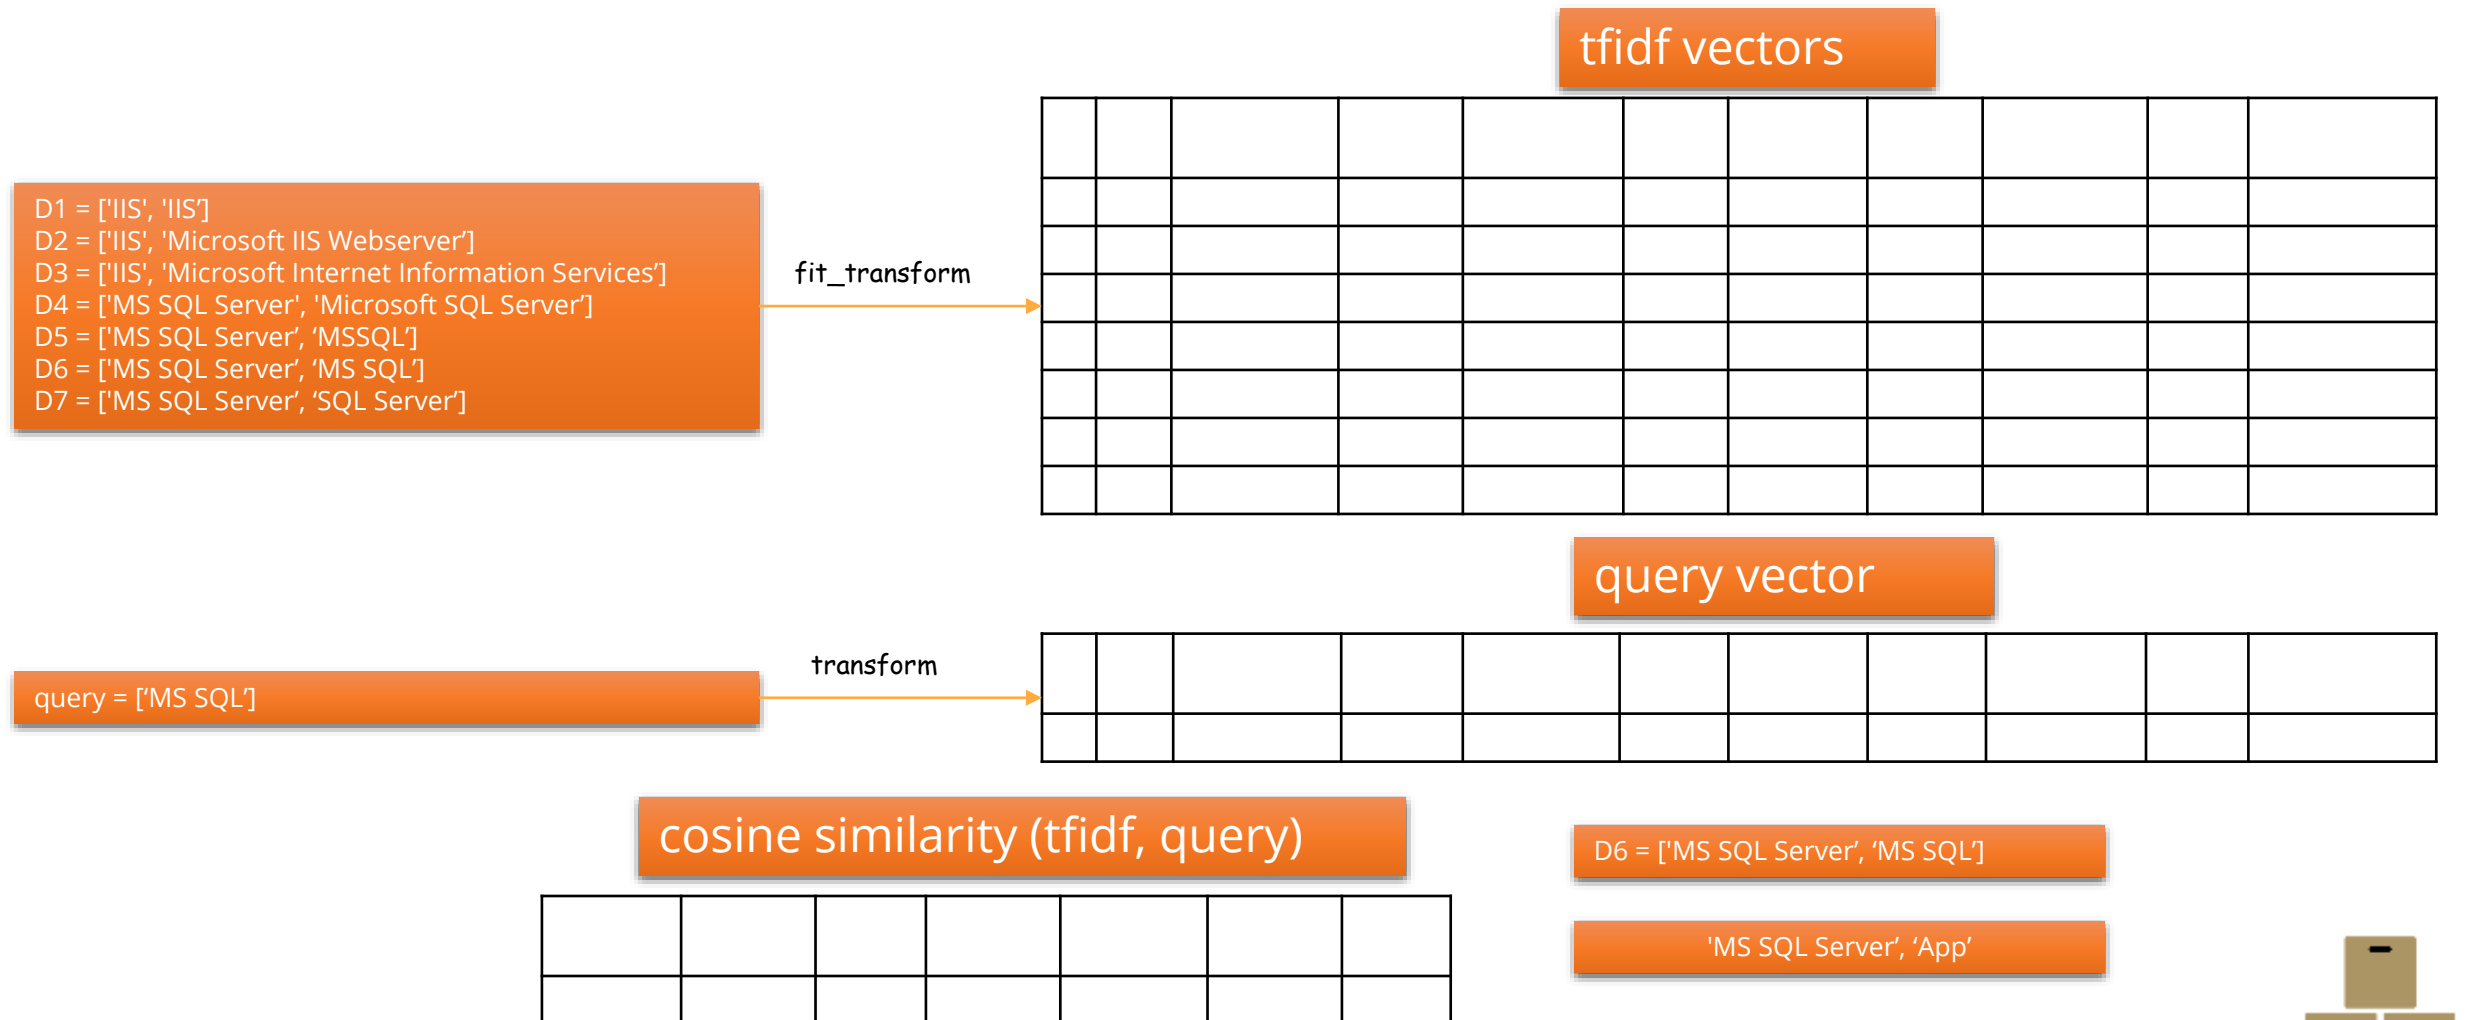 tfidf vectors
D1 = ['IIS', 'IIS’]
D2 = ['IIS', 'Microsoft IIS Webserver’]
D3 = ['IIS', 'Microsoft Internet Information Services’]
D4 = ['MS SQL Server', 'Microsoft SQL Server’]
D5 = ['MS SQL Server’, ‘MSSQL’]
D6 = ['MS SQL Server’, ‘MS SQL’]
D7 = ['MS SQL Server’, ‘SQL Server’]
fit_transform
query vector
transform
query = [‘MS SQL’]
cosine similarity (tfidf, query)
D6 = ['MS SQL Server’, ‘MS SQL’]
'MS SQL Server’, ‘App’